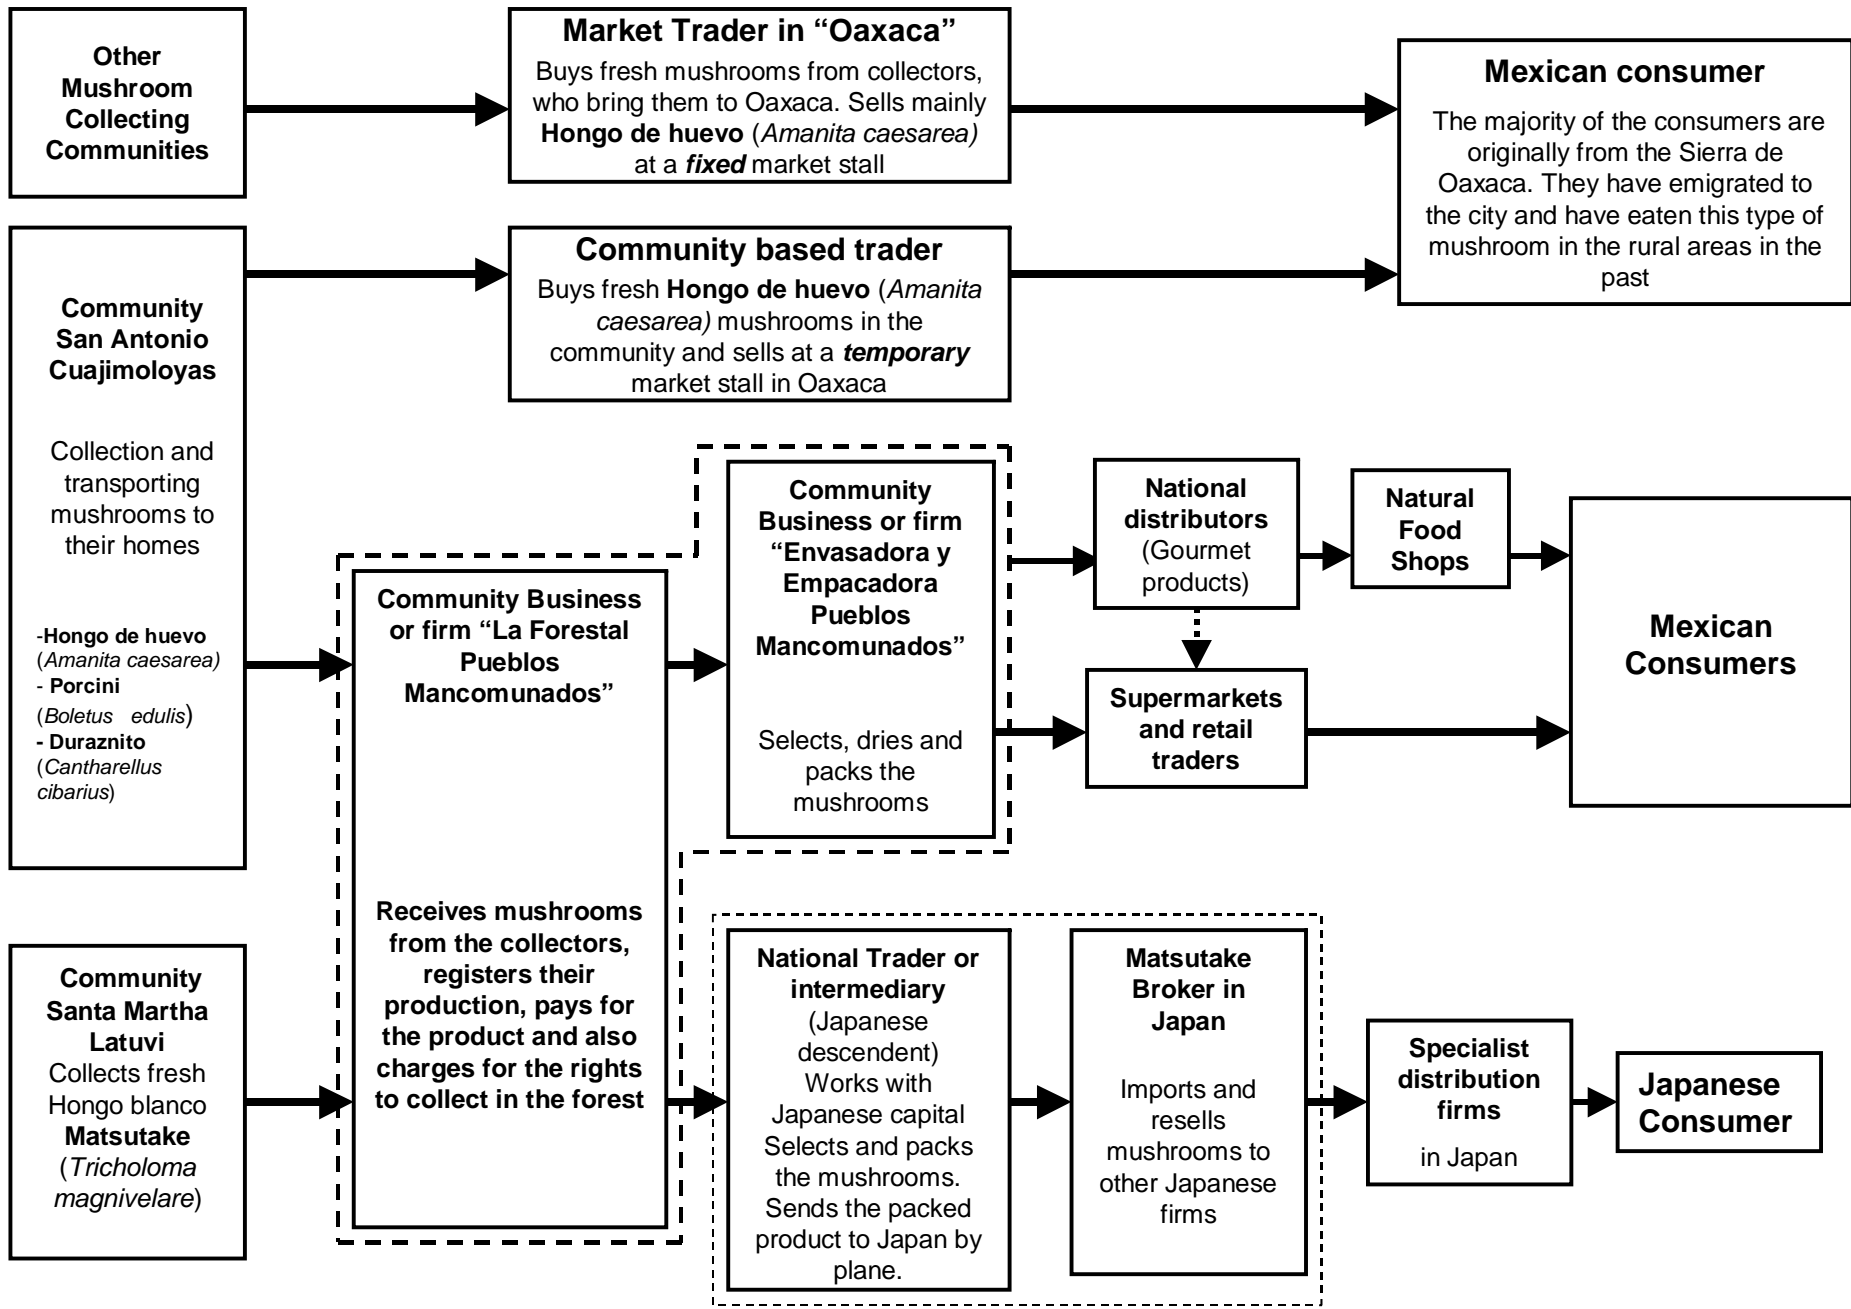 Other
Mushroom
Collecting
Communities
Market Trader in “Oaxaca”
Buys fresh mushrooms from collectors,
who bring them to Oaxaca. Sells mainly
Hongo de huevo (Amanita caesarea)
at a fixed market stall
Mexican consumer
The majority of the consumers are
originally from the Sierra de
Oaxaca. They have emigrated to
the city and have eaten this type of
mushroom in the rural areas in the
past
Community
San Antonio
Cuajimoloyas
Collection and
transporting
mushrooms to
their homes
-Hongo de huevo
(Amanita caesarea)
- Porcini
(Boletus edulis)
- Duraznito
(Cantharellus
cibarius)
Community based trader
Buys fresh Hongo de huevo (Amanita
caesarea) mushrooms in the
community and sells at a temporary
market stall in Oaxaca
Community Business
or firm “La Forestal
Pueblos
Mancomunados”
Receives mushrooms
from the collectors,
registers their
production, pays for
the product and also
charges for the rights
to collect in the forest
Community
Business or firm
“Envasadora y
Empacadora
Pueblos
Mancomunados”
Selects, dries and
packs the
mushrooms
National
distributors
(Gourmet
products)
Natural
Food
Shops
Supermarkets
and retail
traders
Mexican
Consumers
Community
Santa Martha
Latuvi
Collects fresh
Hongo blanco
Matsutake
(Tricholoma
magnivelare)
National Trader or
intermediary
(Japanese
descendent)
Works with
Japanese capital
Selects and packs
the mushrooms.
Sends the packed
product to Japan by
plane.
Matsutake
Broker in
Japan
Imports and
resells
mushrooms to
other Japanese
firms
Specialist
distribution
firms
in Japan
Japanese
Consumer